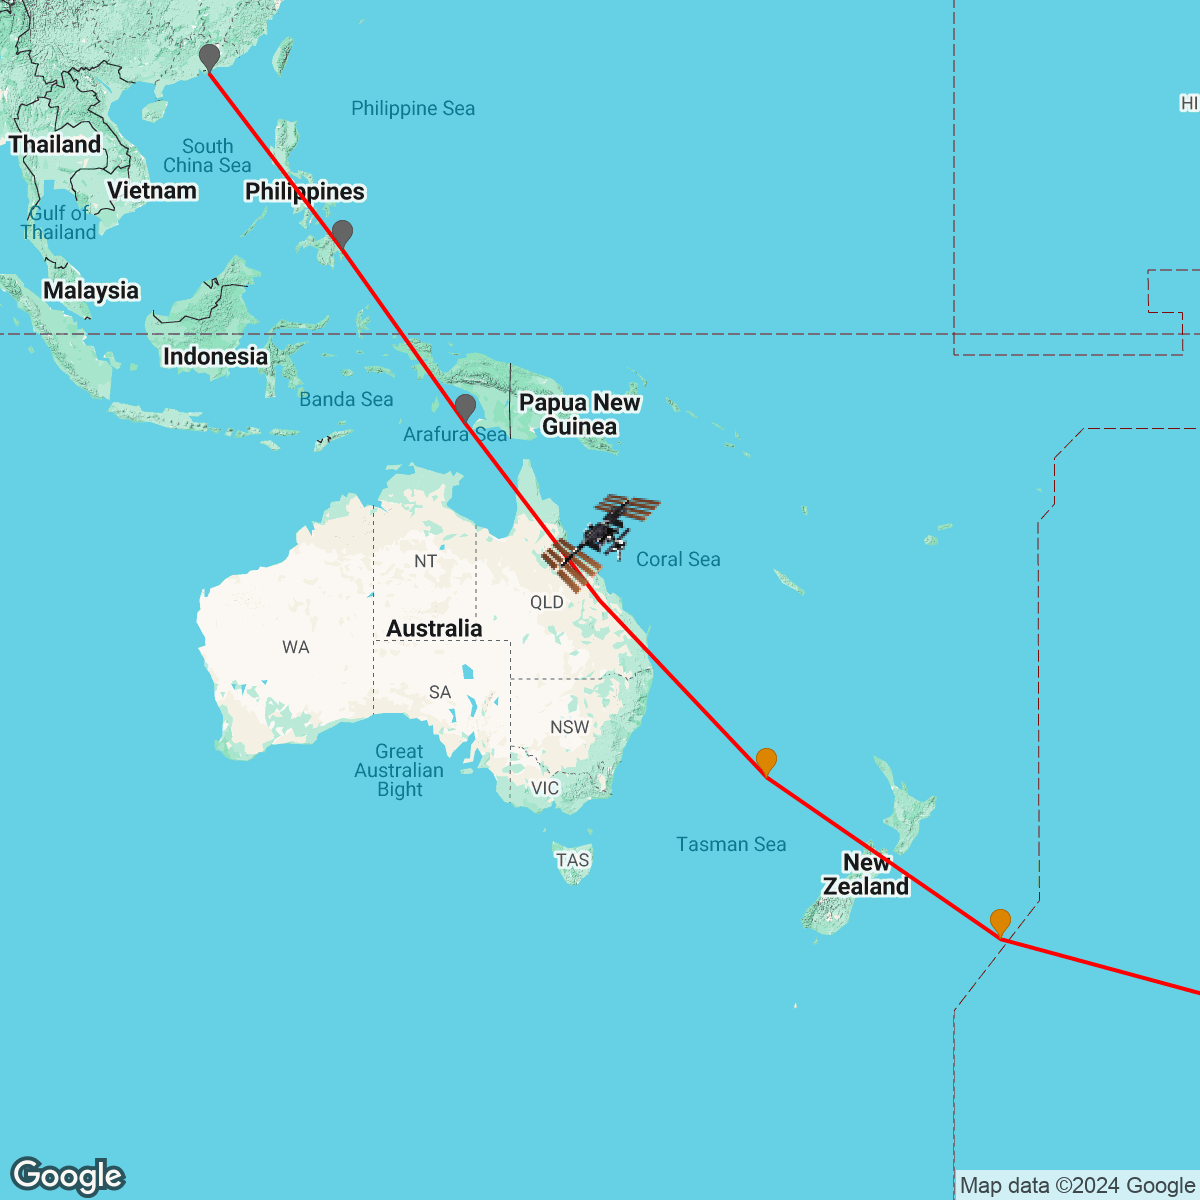 HI
Philippine Sea
Thailand
South
China Sea
Vietnam
Philippines
Gulf of
Thailand
Malaysia
Indonesia
Banda Sea
Papua New
Guinea
Arafura Sea
Coral Sea
NT
QLD
Australia
WA
SA
NSW
Great
Australian
Bight
VIC
Tasman Sea
TAS
New
Zealand
Google
Map data ©2024 Google